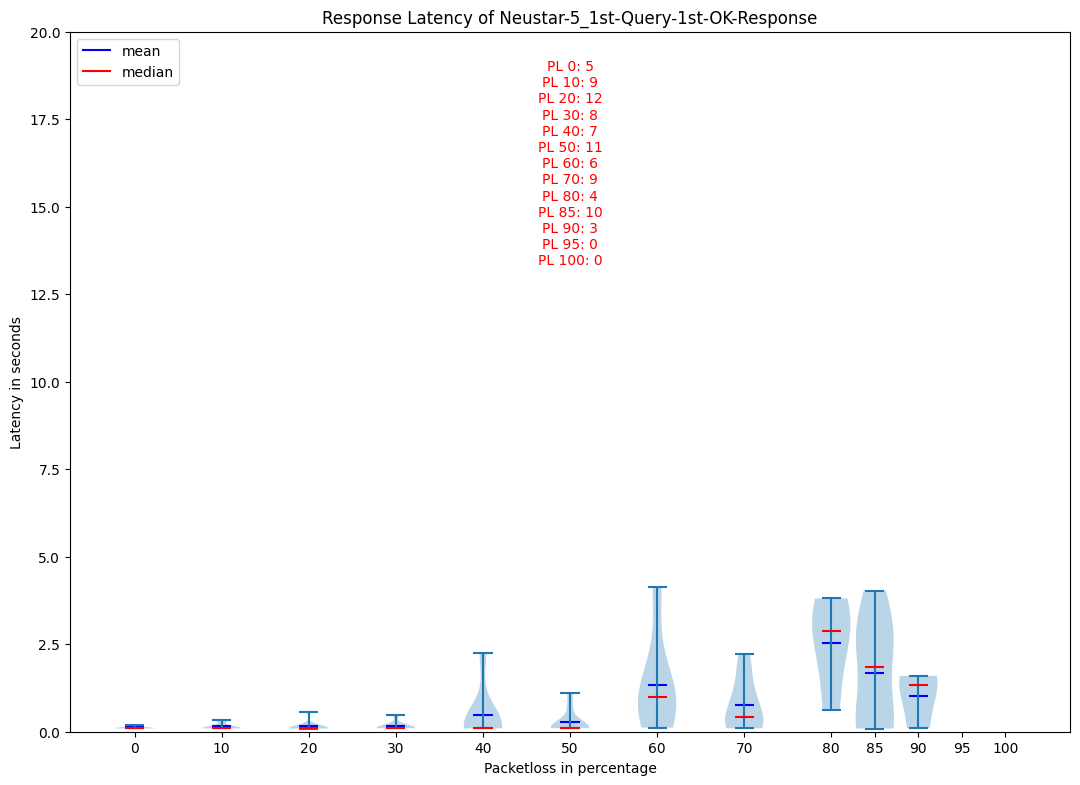 Response Latency of Neustar-5_1st-Query-1st-OK-Response
mean
median
PL 0: 5
PL 10: 9
PL 20: 12
PL 30: 8
PL 40: 7
PL 50: 11
PL 60: 6
PL 70: 9
PL 80: 4
PL 85: 10
PL 90: 3
PL 95: 0
PL 100: 0
20.0
17.5
15.0
12.5
10.0
7.5
5.0
2.5
0.0
Latency in seconds
0 10 20 30 40 50 60 70 80 85 90 95 100
Packetloss in percentage